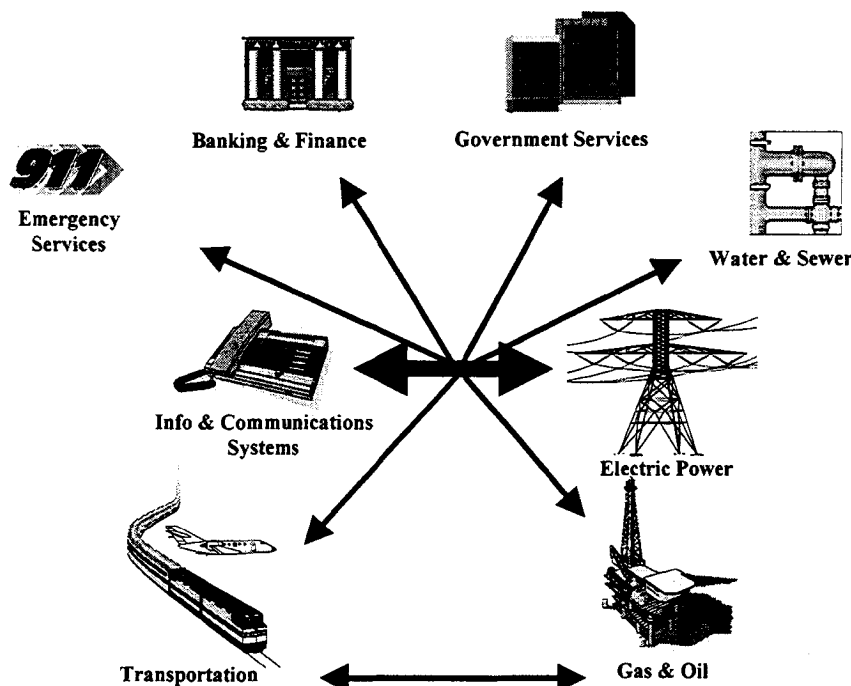 Banking & Finance
Government Services
911
Emergency
Services
Water & Sewer
Info & Communications
Systems
Electric Power
Transportation
Gas & Oil